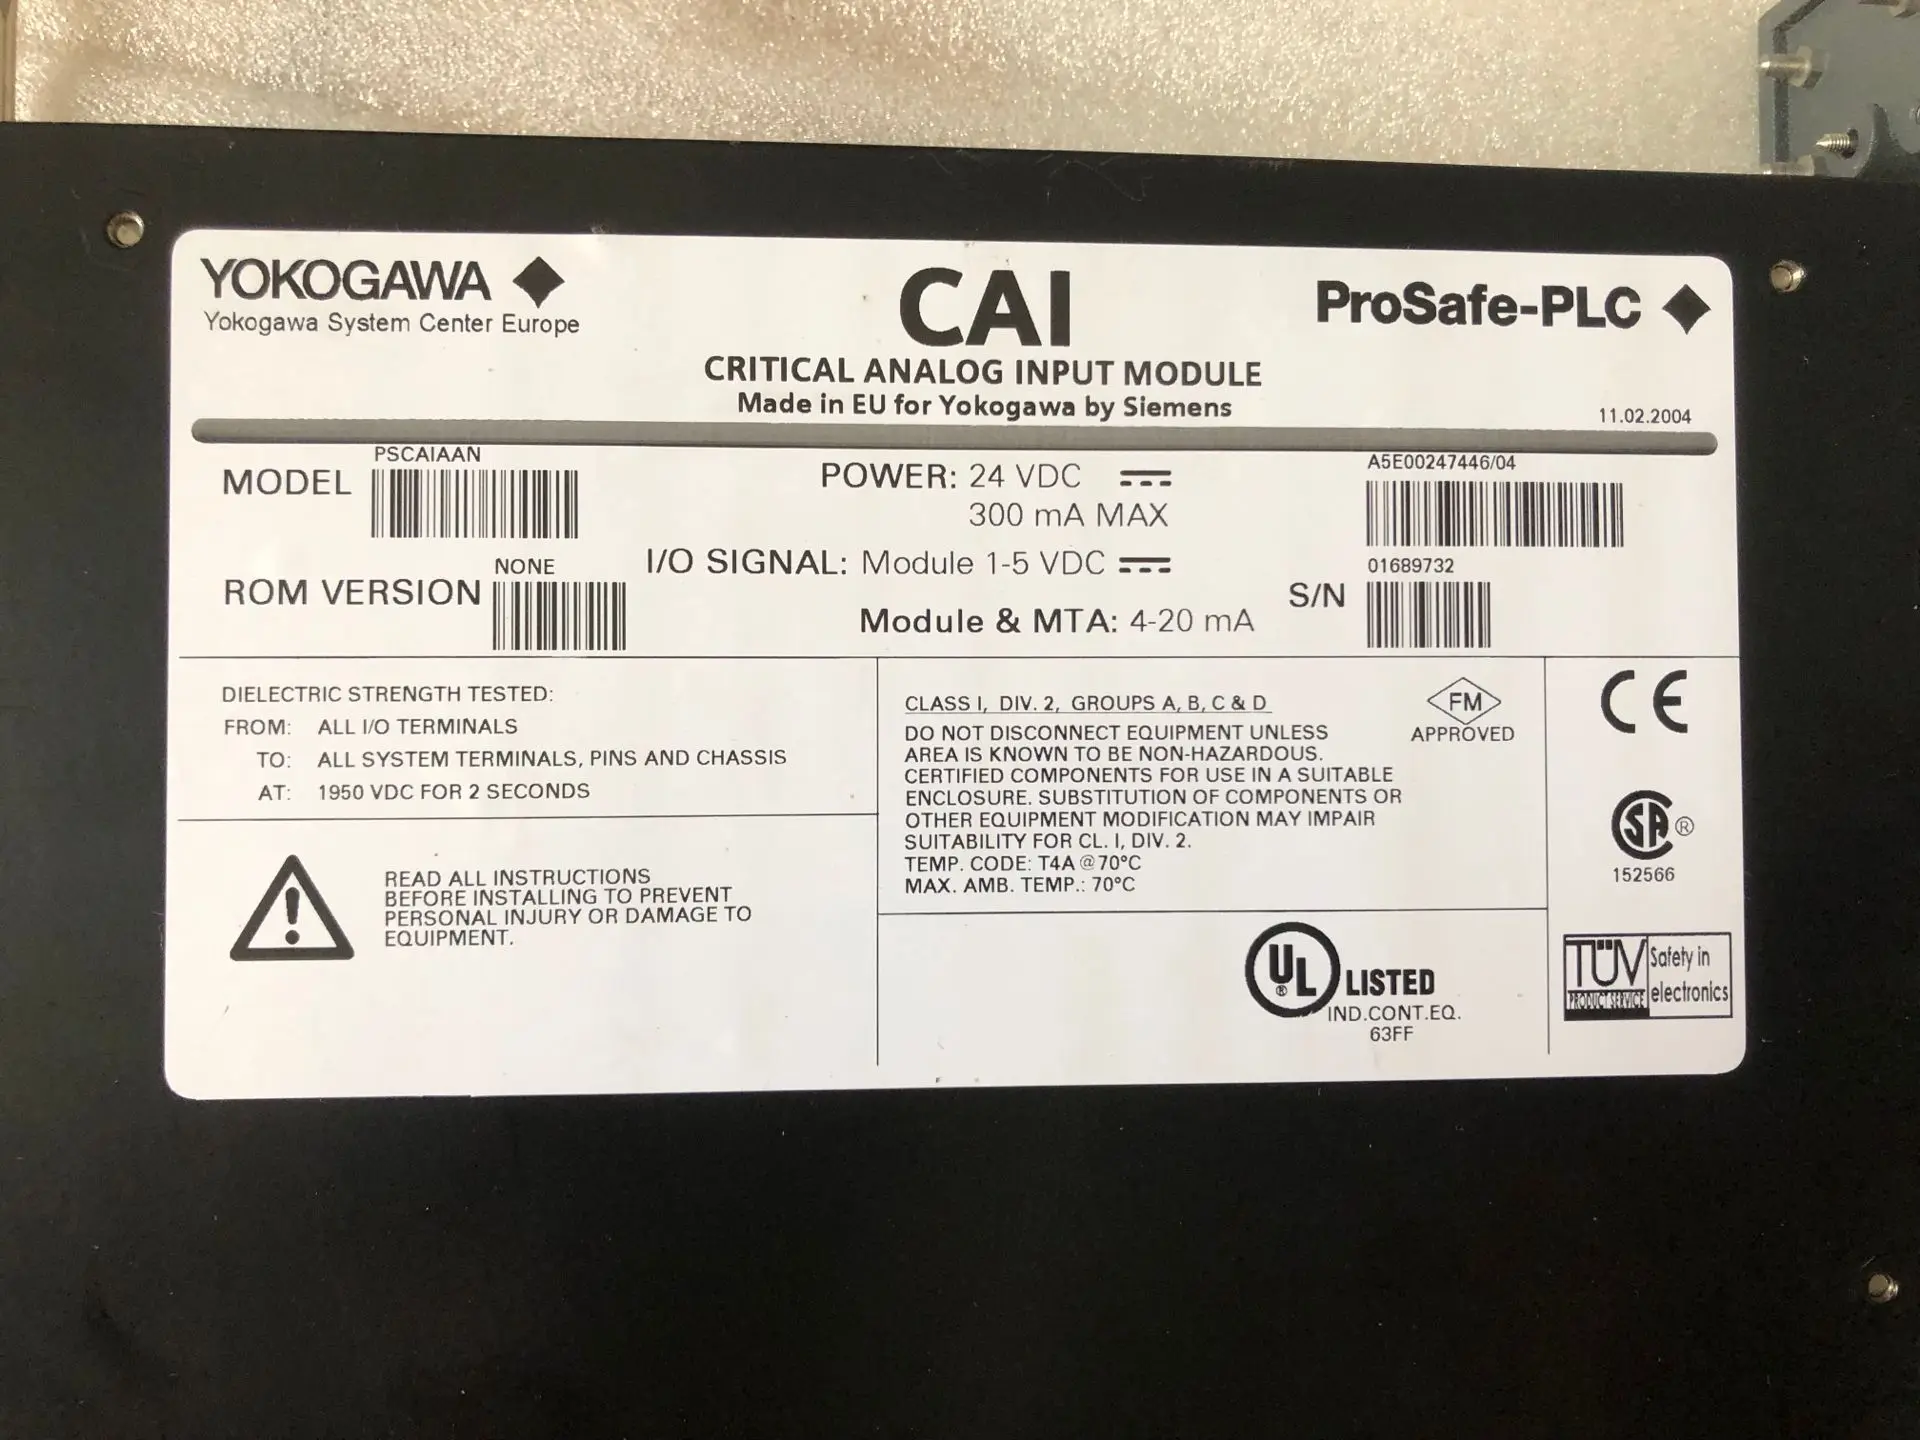 YOKOGAWA
Yokogawa System Center Europe
CAI
CRITICAL ANALOG INPUT MODULE
Made in EU for Yokogawa by Siemens
ProSafe-PLC
11.02.2004
MODEL
PSCAIAAN
ROM VERSION
NONE
POWER: 24 VDC
300 mA MAX
I/O SIGNAL: Module 1-5 VDC
Module & MTA: 4-20 mA
A5E00247446/04
S/N
01689732
DIELECTRIC STRENGTH TESTED:
FROM: ALL I/O TERMINALS
TO: ALL SYSTEM TERMINALS, PINS AND CHASSIS
AT: 1950 VDC FOR 2 SECONDS
READ ALL INSTRUCTIONS
BEFORE INSTALLING TO PREVENT
PERSONAL INJURY OR DAMAGE TO
EQUIPMENT.
CLASS I, DIV. 2, GROUPS A, B, C & D
DO NOT DISCONNECT EQUIPMENT UNLESS
AREA IS KNOWN TO BE NON-HAZARDOUS.
CERTIFIED COMPONENTS FOR USE IN A SUITABLE
ENCLOSURE. SUBSTITUTION OF COMPONENTS OR
OTHER EQUIPMENT MODIFICATION MAY IMPAIR
SUITABILITY FOR CL. I, DIV. 2.
TEMP. CODE: T4A @ 70°C
MAX. AMB. TEMP.: 70°C
FM
APPROVED
UL® LISTED
IND.CONT.EQ.
63FF
CE
SA®
152566
TÜV
PRODUCT SERVICE
Safety in
electronics